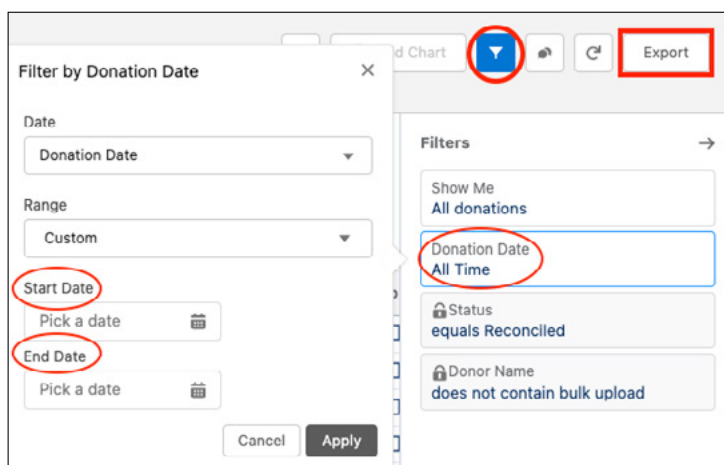 d Chart
Export
Filter by Donation Date
Date
Donation Date
Range
Custom
Start Date
Pick a date
End Date
Pick a date
Cancel
Apply
Filters
Show Me
All donations
Donation Date
All Time
Status
equals Reconciled
Donor Name
does not contain bulk upload